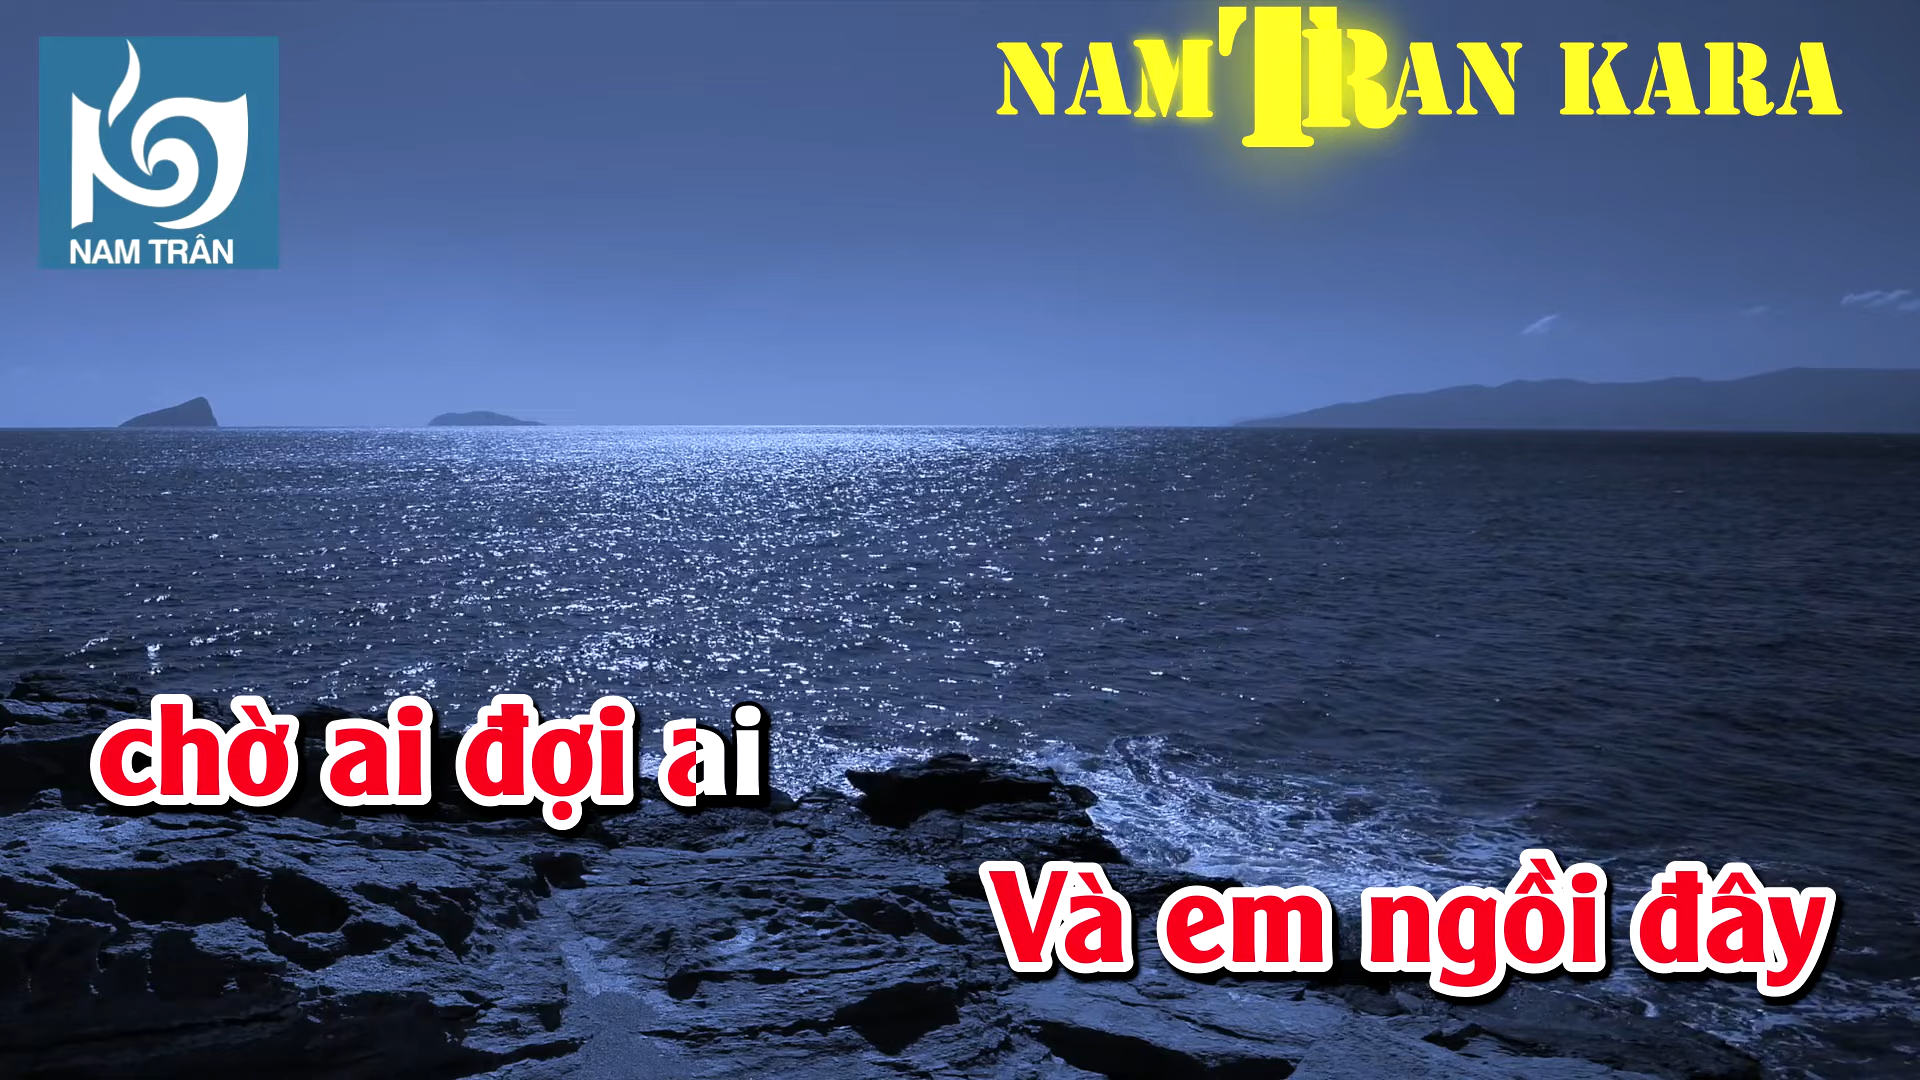 NAM TRAN KARA
NAM TRÂN
chờ ai đợi ai
Và em ngồi đây